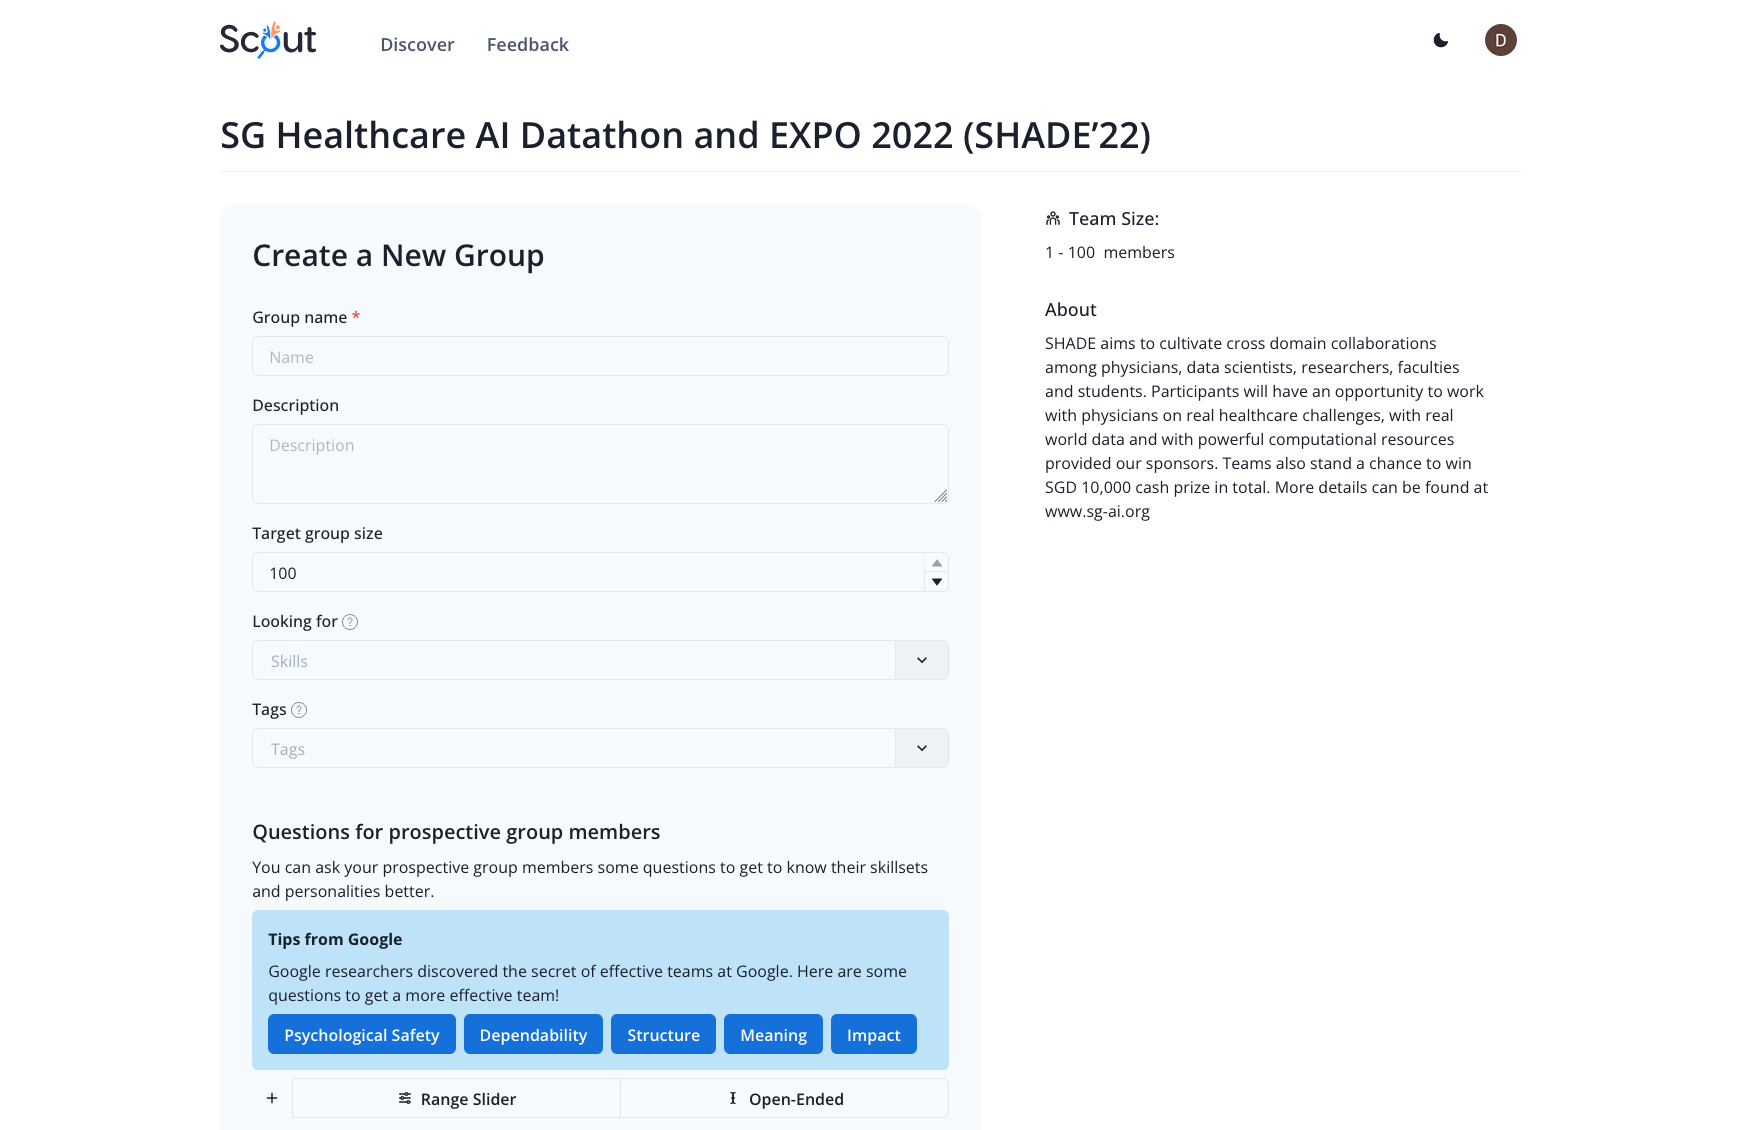 Scout
Discover
Feedback
D
SG Healthcare AI Datathon and EXPO 2022 (SHADE’22)
Create a New Group
Group name *
Name
Description
Description
Target group size
100
Looking for ?
Skills
Tags ?
Tags
Questions for prospective group members
You can ask your prospective group members some questions to get to know their skillsets
and personalities better.
Tips from Google
Google researchers discovered the secret of effective teams at Google. Here are some
questions to get a more effective team!
Psychological Safety
Dependability
Structure
Meaning
Impact
+
Range Slider
Open-Ended
Team Size:
1 - 100 members
About
SHADE aims to cultivate cross domain collaborations
among physicians, data scientists, researchers, faculties
and students. Participants will have an opportunity to work
with physicians on real healthcare challenges, with real
world data and with powerful computational resources
provided our sponsors. Teams also stand a chance to win
SGD 10,000 cash prize in total. More details can be found at
www.sg-ai.org